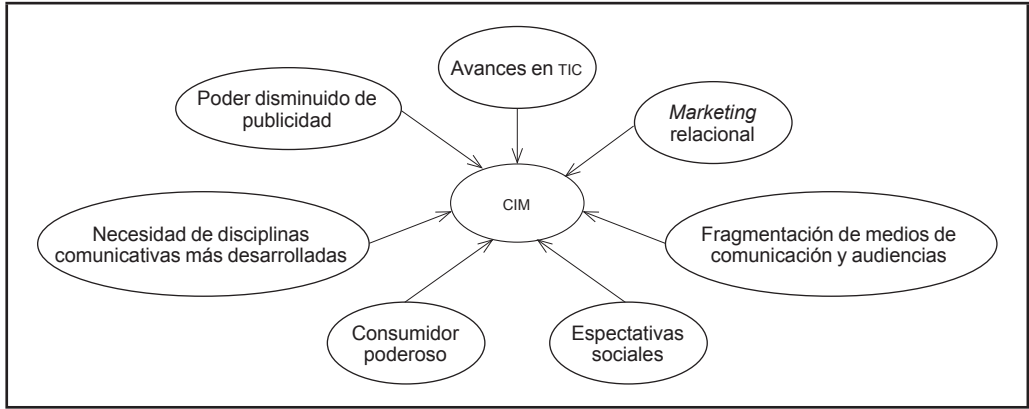 Avances en TIC
Poder disminuido de
publicidad
Marketing
relacional
CIM
Necesidad de disciplinas
comunicativas más desarrolladas
Fragmentación de medios de
comunicación y audiencias
Consumidor
poderoso
Espectativas
sociales